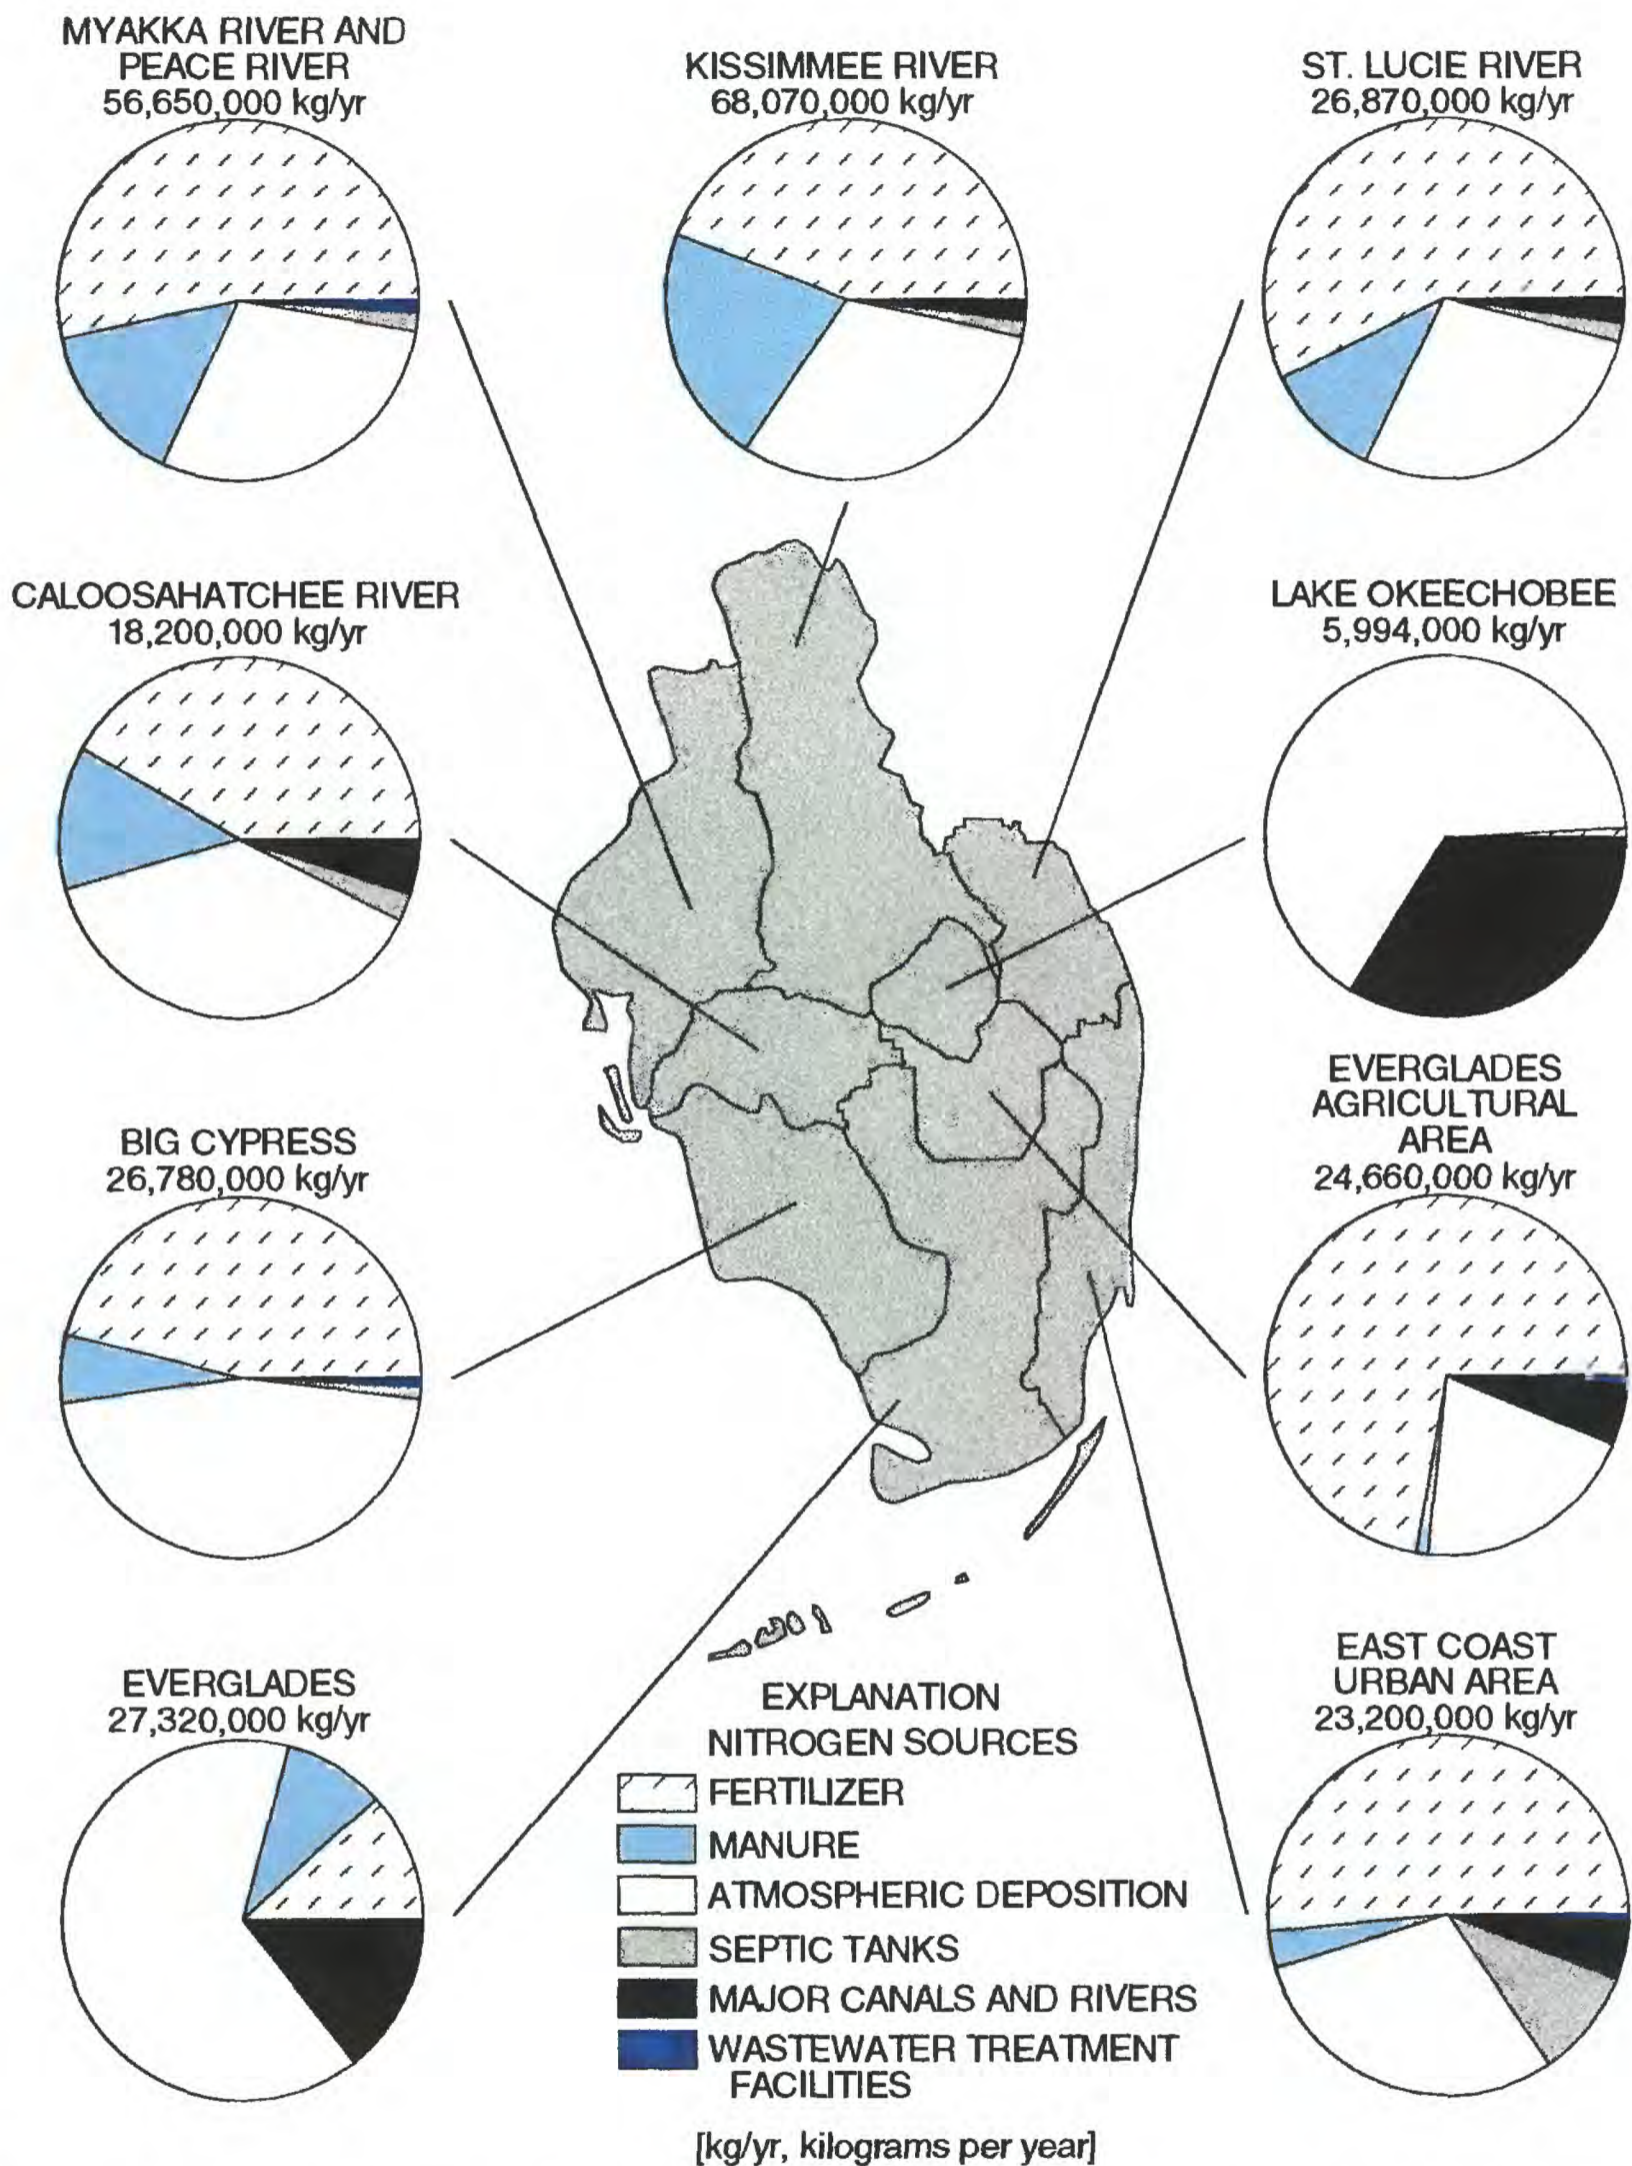 MYAKKA RIVER AND
PEACE RIVER
56,650,000 kg/yr
KISSIMMEE RIVER
68,070,000 kg/yr
ST. LUCIE RIVER
26,870,000 kg/yr
CALOOSAHATCHEE RIVER
18,200,000 kg/yr
LAKE OKEECHOBEE
5,994,000 kg/yr
BIG CYPRESS
26,780,000 kg/yr
EVERGLADES
AGRICULTURAL
AREA
24,660,000 kg/yr
EVERGLADES
27,320,000 kg/yr
EAST COAST
URBAN AREA
23,200,000 kg/yr
EXPLANATION
NITROGEN SOURCES
FERTILIZER
MANURE
ATMOSPHERIC DEPOSITION
SEPTIC TANKS
MAJOR CANALS AND RIVERS
WASTEWATER TREATMENT
FACILITIES
[kg/yr, kilograms per year]